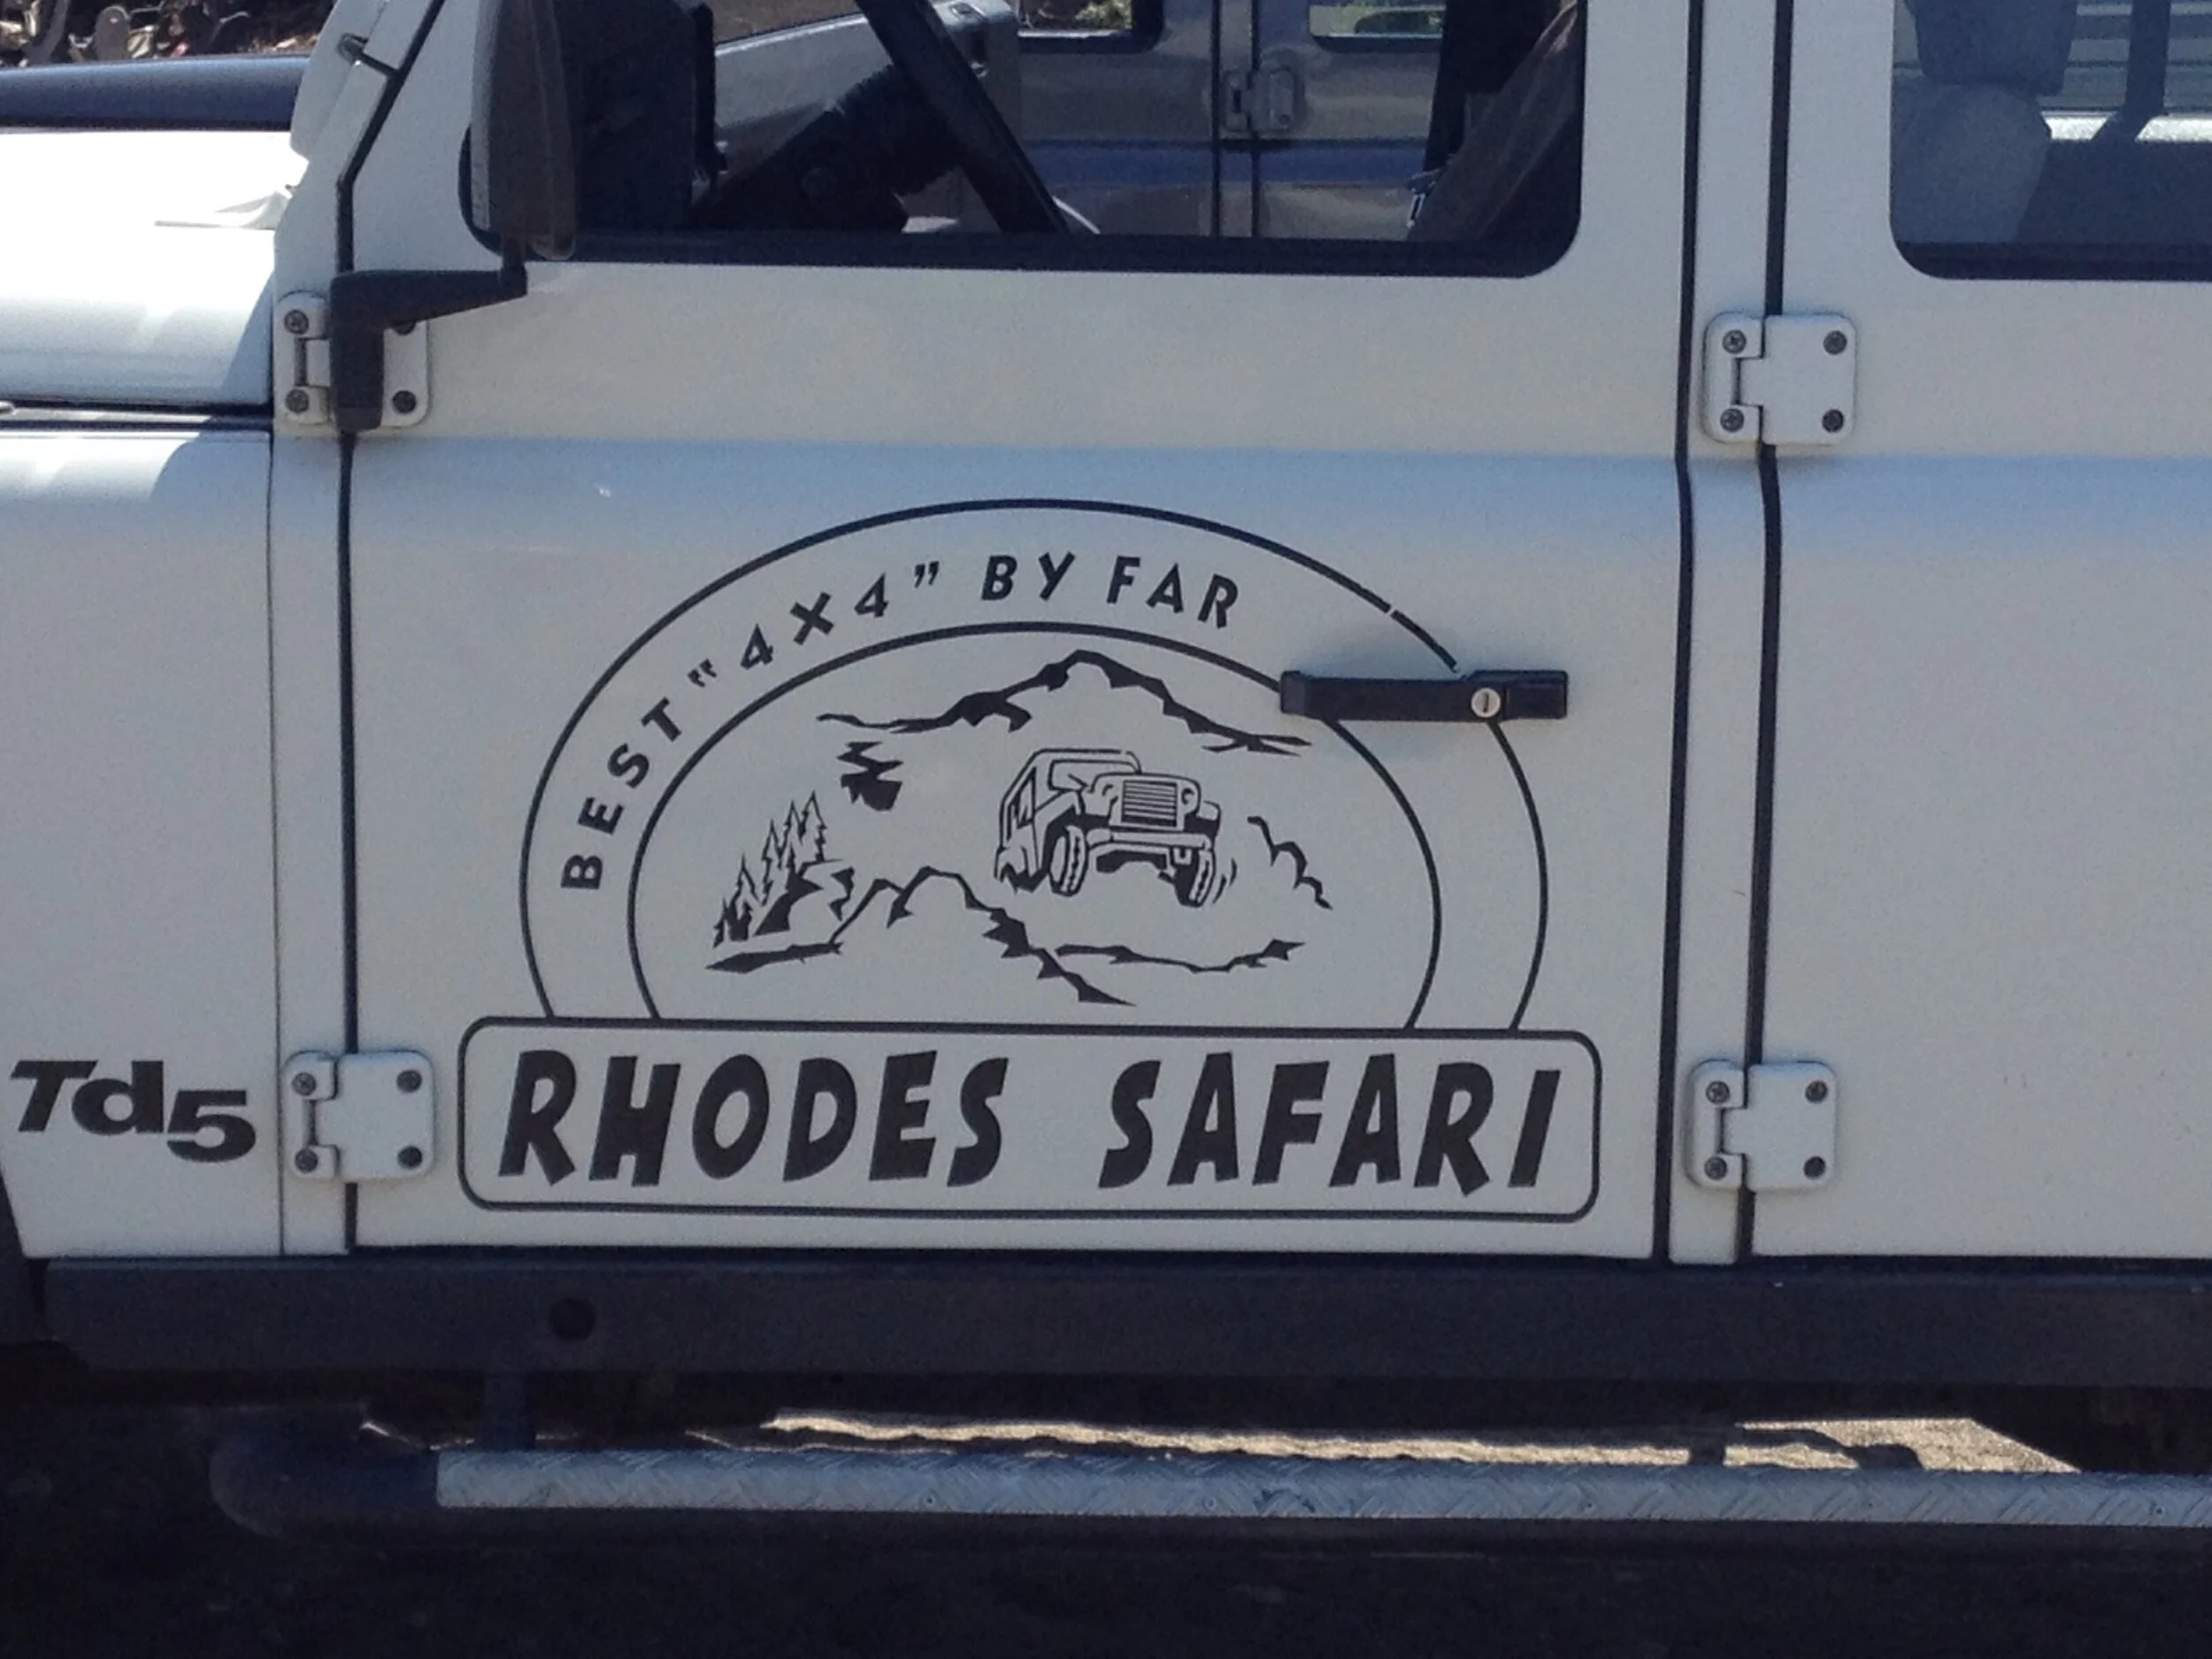 BEST "4X4" BY FAR
RHODES SAFARI
Td5